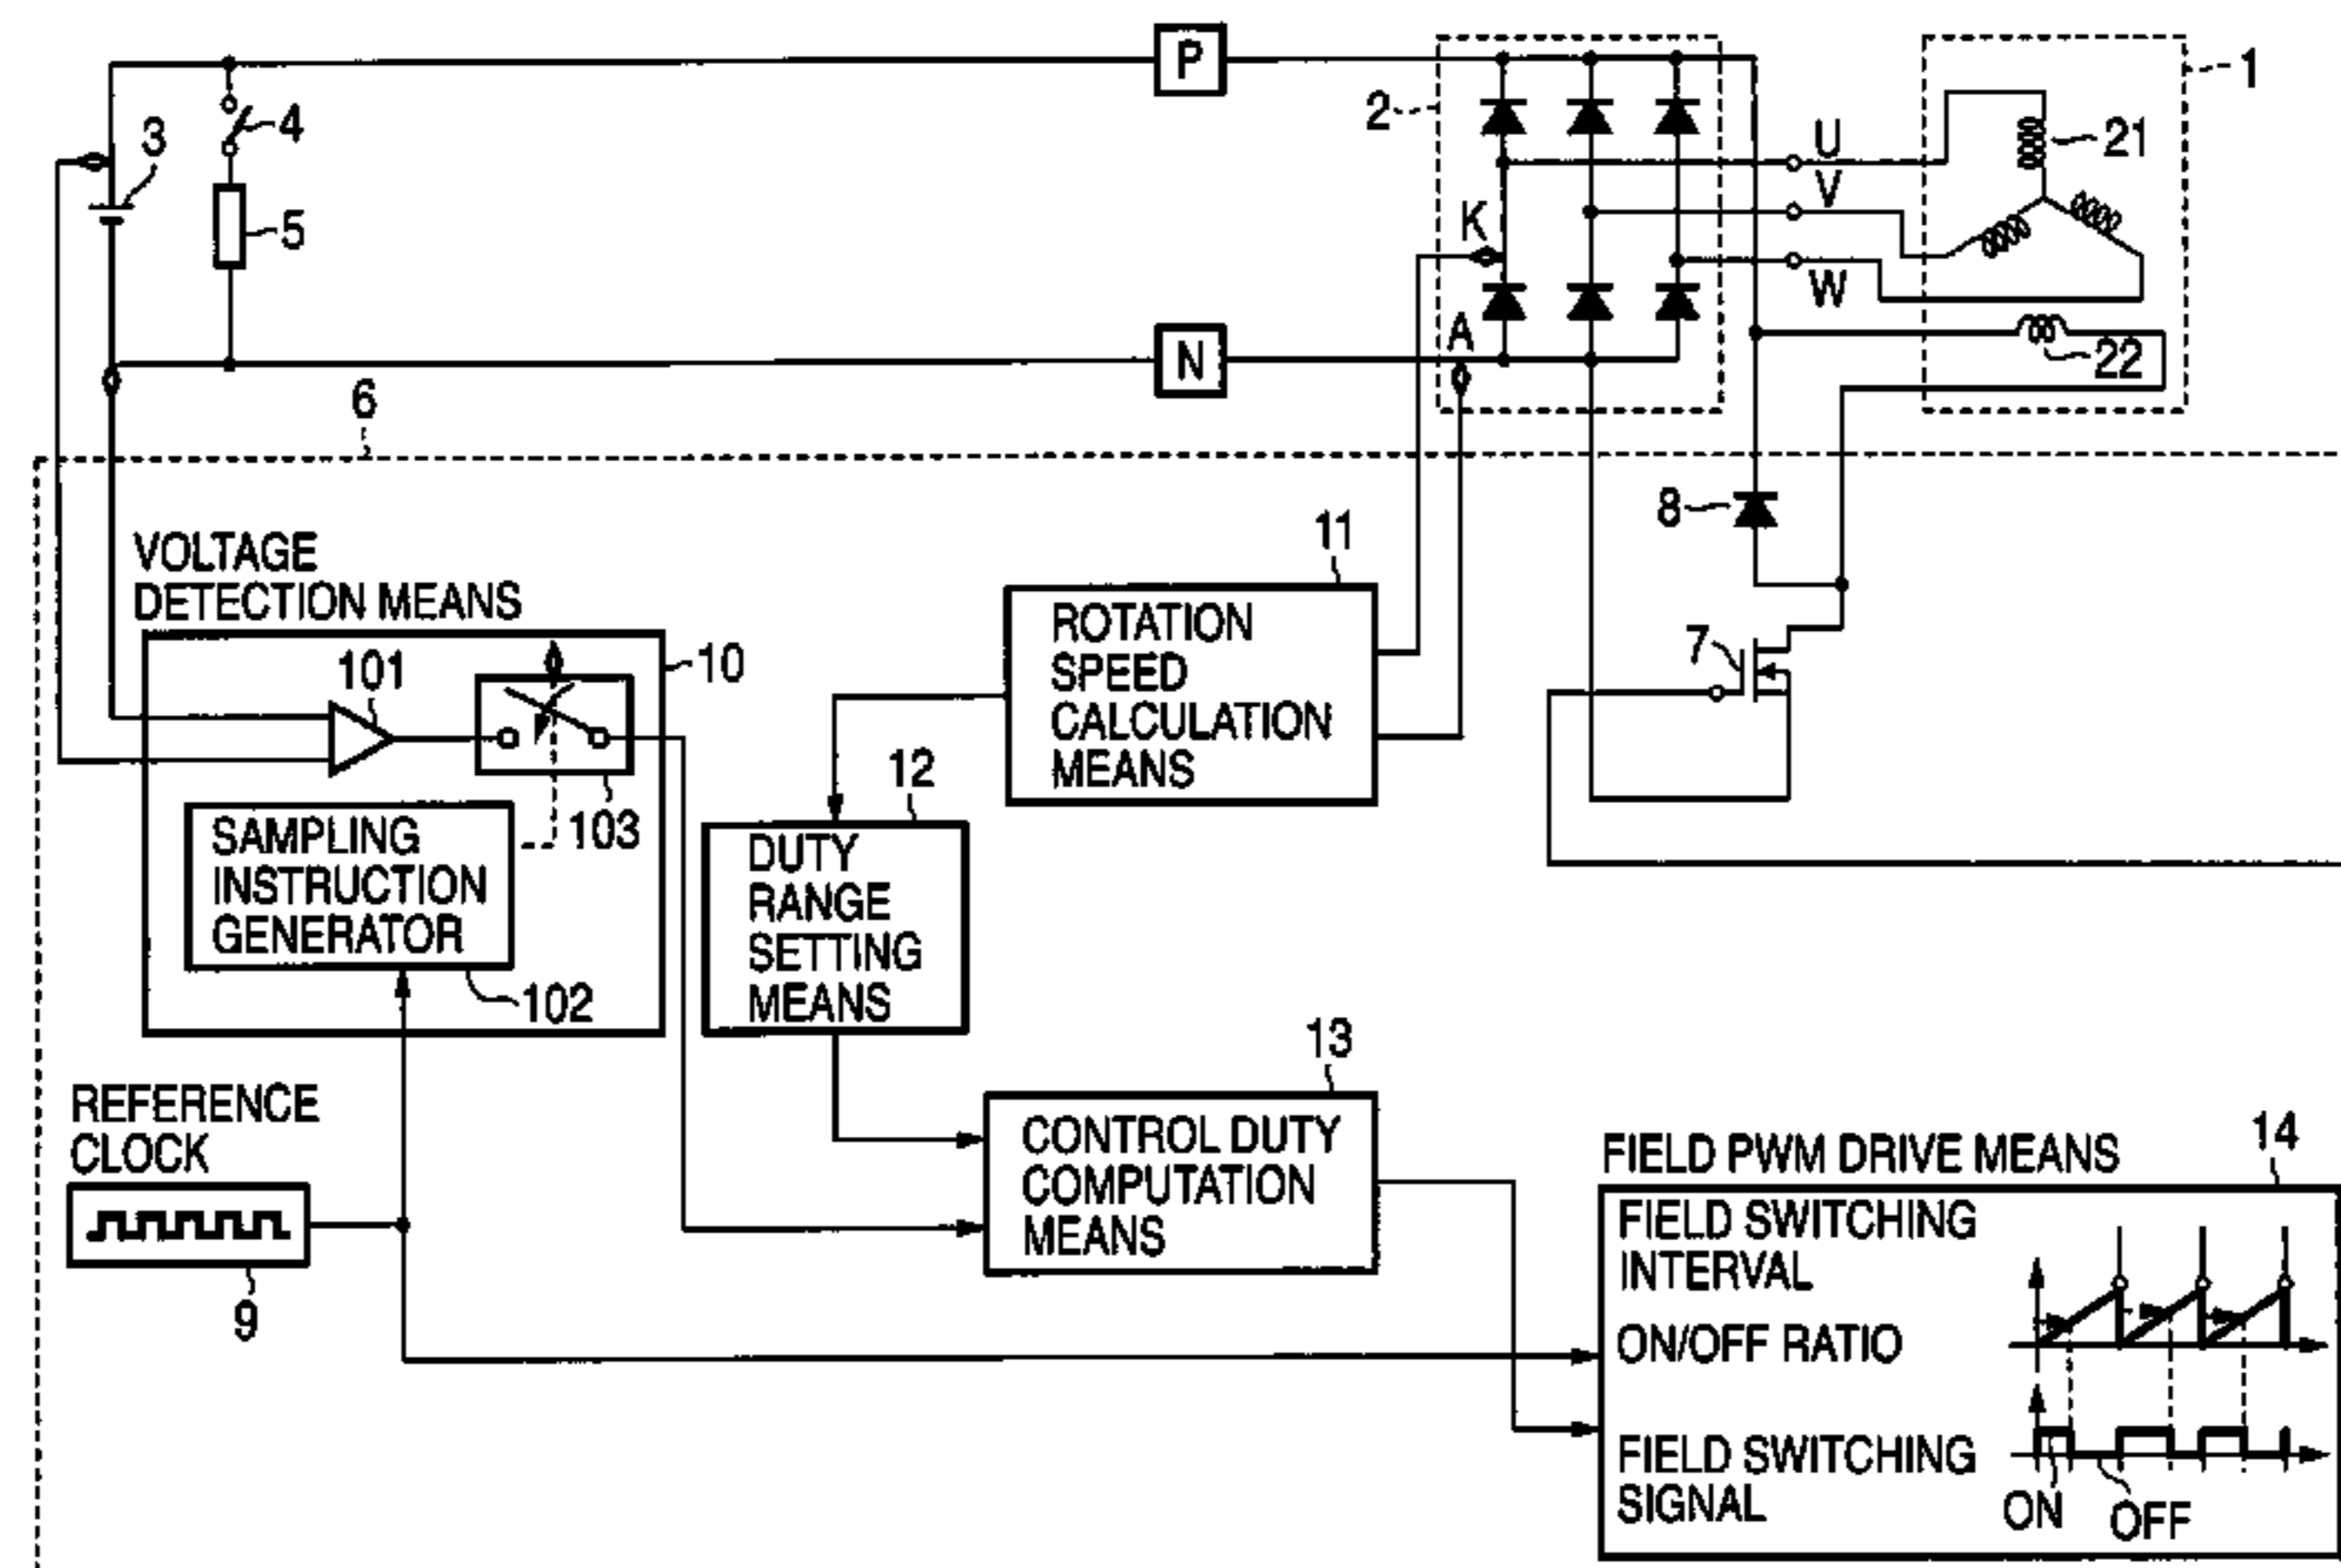 P
1
2
3
4
U
21
V
K
5
W
A
N
22
6
8
11
VOLTAGE
DETECTION MEANS
ROTATION
SPEED
CALCULATION
MEANS
7
101
10
12
103
SAMPLING
INSTRUCTION
GENERATOR
DUTY
RANGE
SETTING
MEANS
102
13
REFERENCE
CLOCK
CONTROL DUTY
COMPUTATION
MEANS
14
FIELD PWM DRIVE MEANS
9
FIELD SWITCHING
INTERVAL
ON/OFF RATIO
FIELD SWITCHING
SIGNAL
ON
OFF